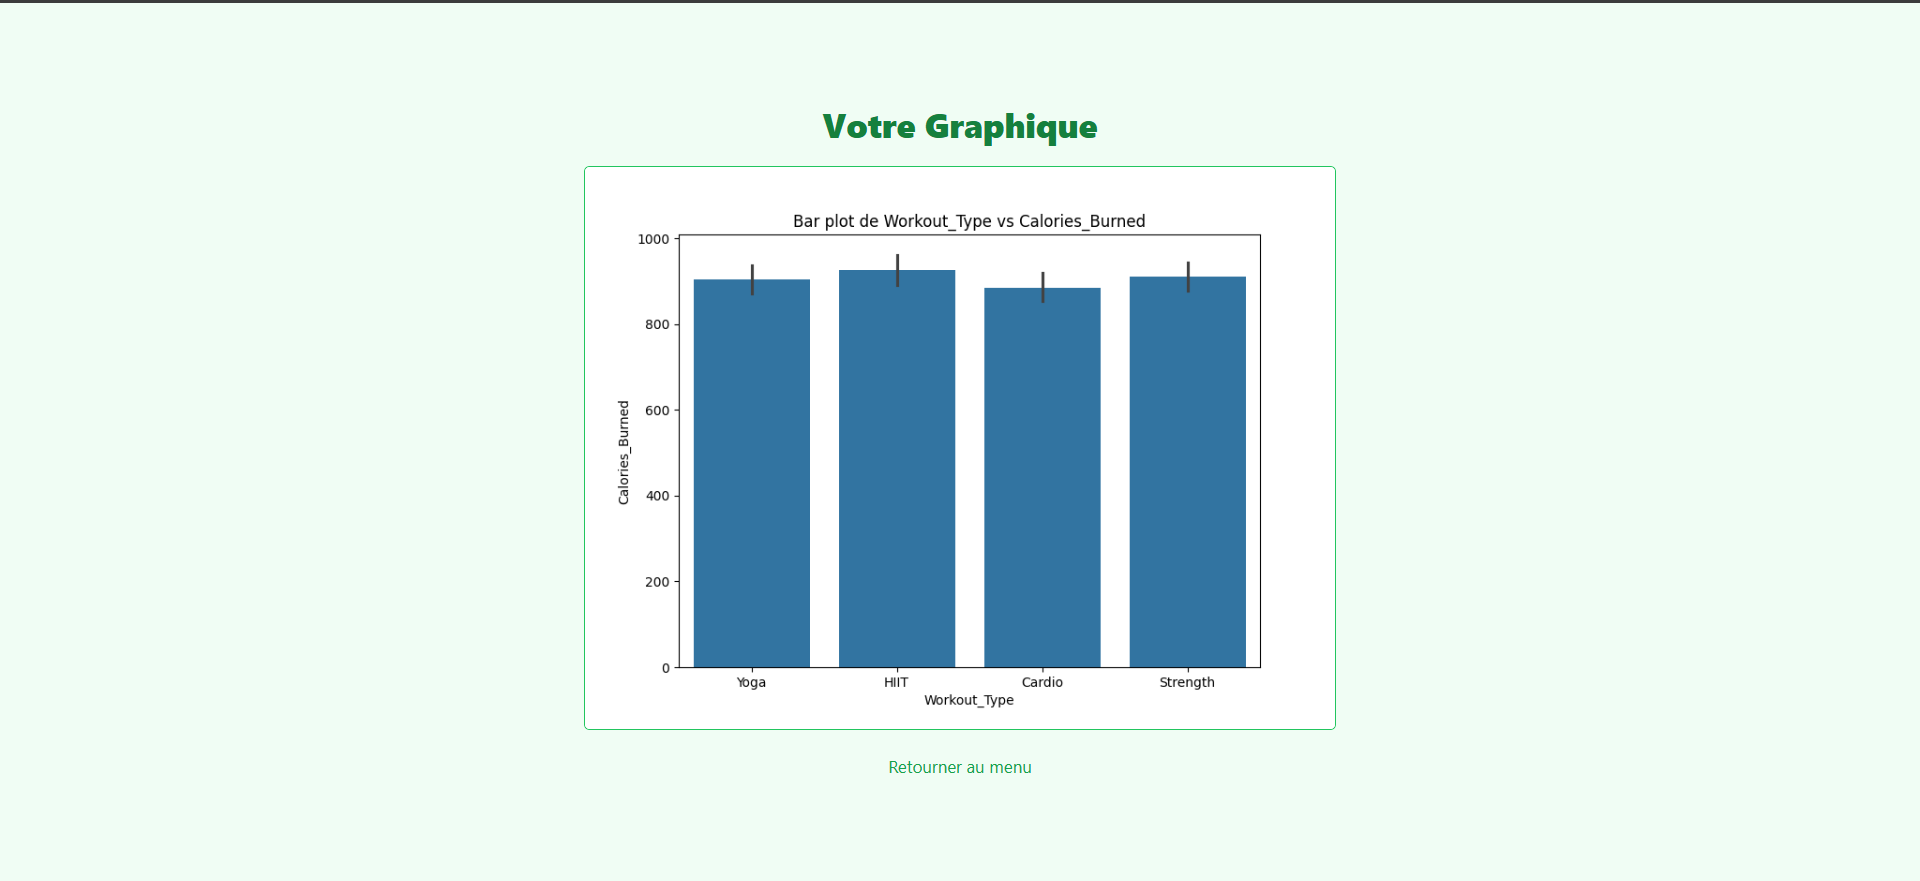 Votre Graphique
Bar plot de Workout_Type vs Calories_Burned
1000
800
600
400
200
0
Calories_Burned
Yoga HIIT Cardio Strength
Workout_Type
Retourner au menu